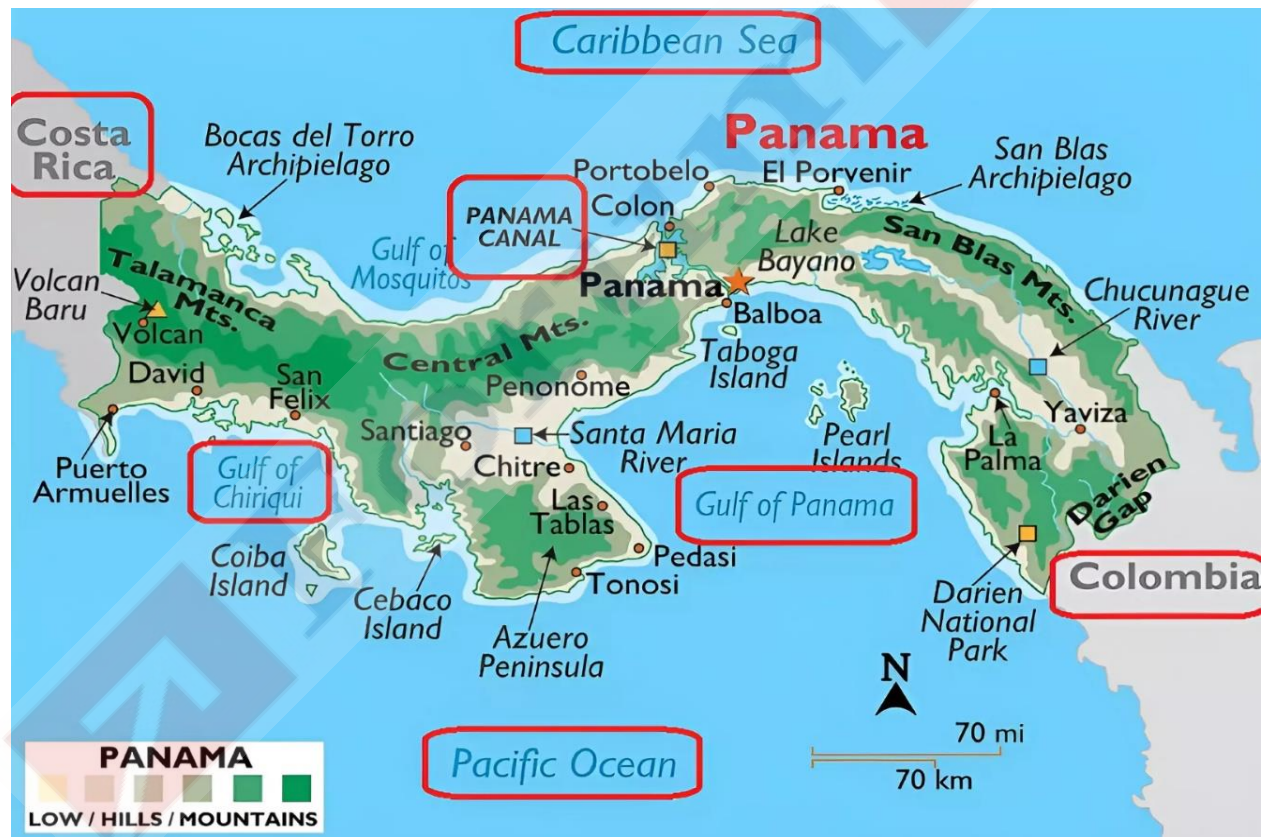 Caribbean Sea
Costa
Rica
Bocas del Torro
Archipielago
Panama
San Blas
Archipielago
Portobelo
El Porvenir
Colon
PANAMA
CANAL
Gulf of
Mosquitos
Lake
Bayano
San Blas Mts.
Talamanca
Mts.
Volcan
Baru
Volcan
Panama
Balboa
Chucunague
River
Central Mts.
Taboga
Island
David
San
Felix
Penonome
Santiago
Santa Maria
River
Pearl
Islands
La
Palma
Yaviza
Puerto
Armuelles
Gulf of
Chiriqui
Chitre
Las
Tablas
Gulf of Panama
Darien
Gap
Coiba
Island
Cebaco
Island
Pedasi
Tonosi
Azuero
Peninsula
Darien
National
Park
Colombia
N
70 mi
70 km
Pacific Ocean
PANAMA
LOW / HILLS / MOUNTAINS